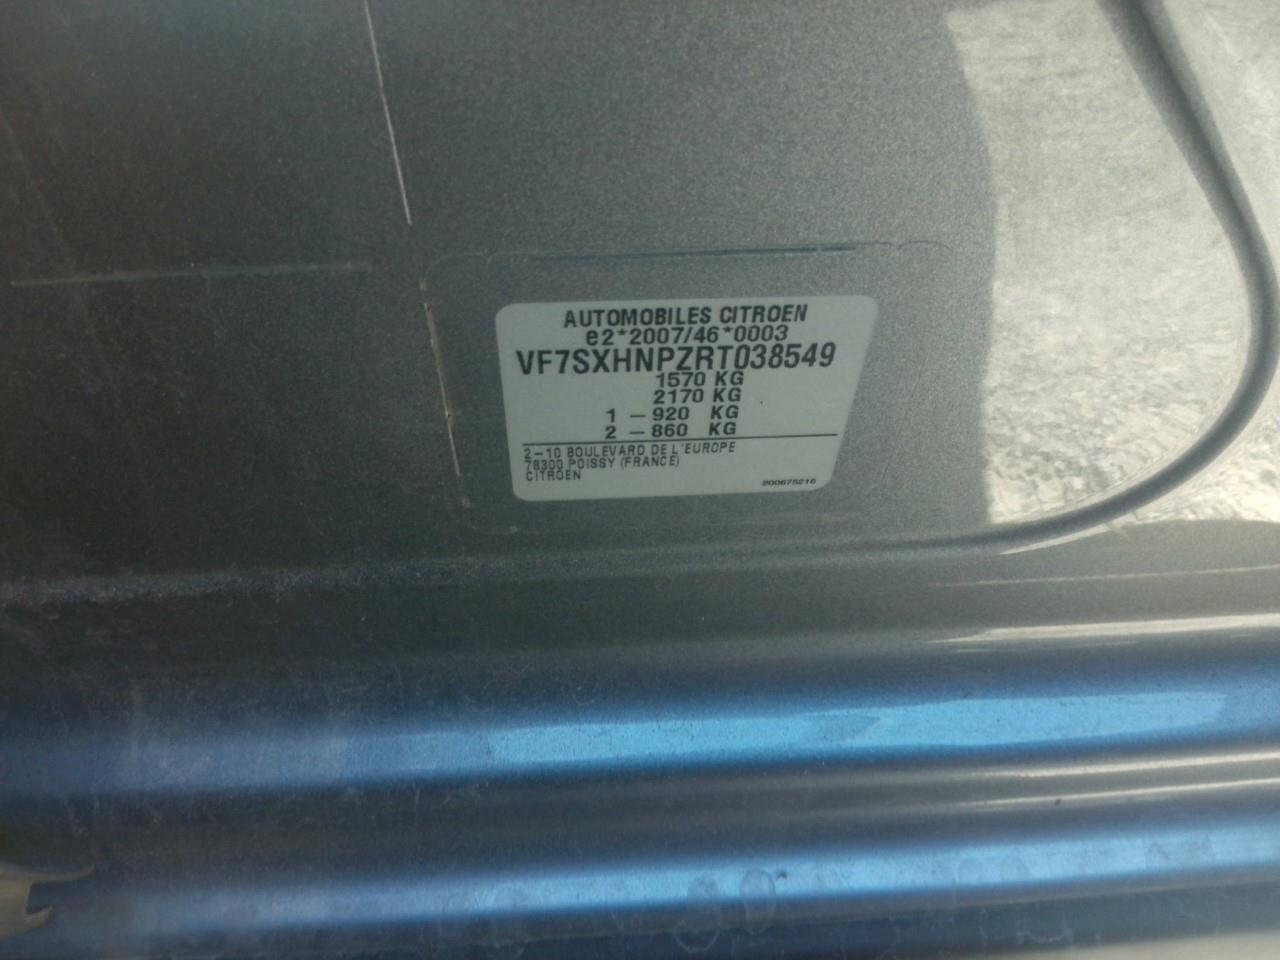 AUTOMOBILES CITROEN
e2*2007/46*0003
VF7SXHNPZRT038549
1570 KG
2170 KG
1 - 920 KG
2 - 860 KG
2-10 BOULEVARD DE L'EUROPE
78300 POISSY (FRANCE)
CITROEN
200675216